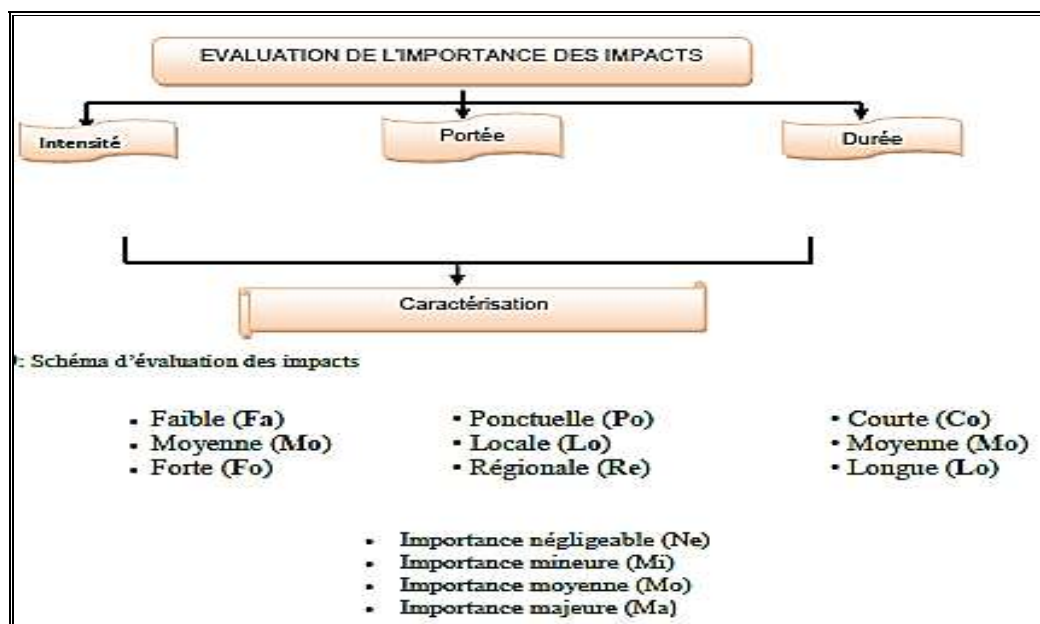 EVALUATION DE L'IMPORTANCE DES IMPACTS
Intensité
Portée
Durée
Caractérisation
: Schéma d'évaluation des impacts
• Faible (Fa)
• Moyenne (Mo)
• Forte (Fo)
• Ponctuelle (Po)
• Locale (Lo)
• Régionale (Re)
• Courte (Co)
• Moyenne (Mo)
• Longue (Lo)
• Importance négligeable (Ne)
• Importance mineure (Mi)
• Importance moyenne (Mo)
• Importance majeure (Ma)